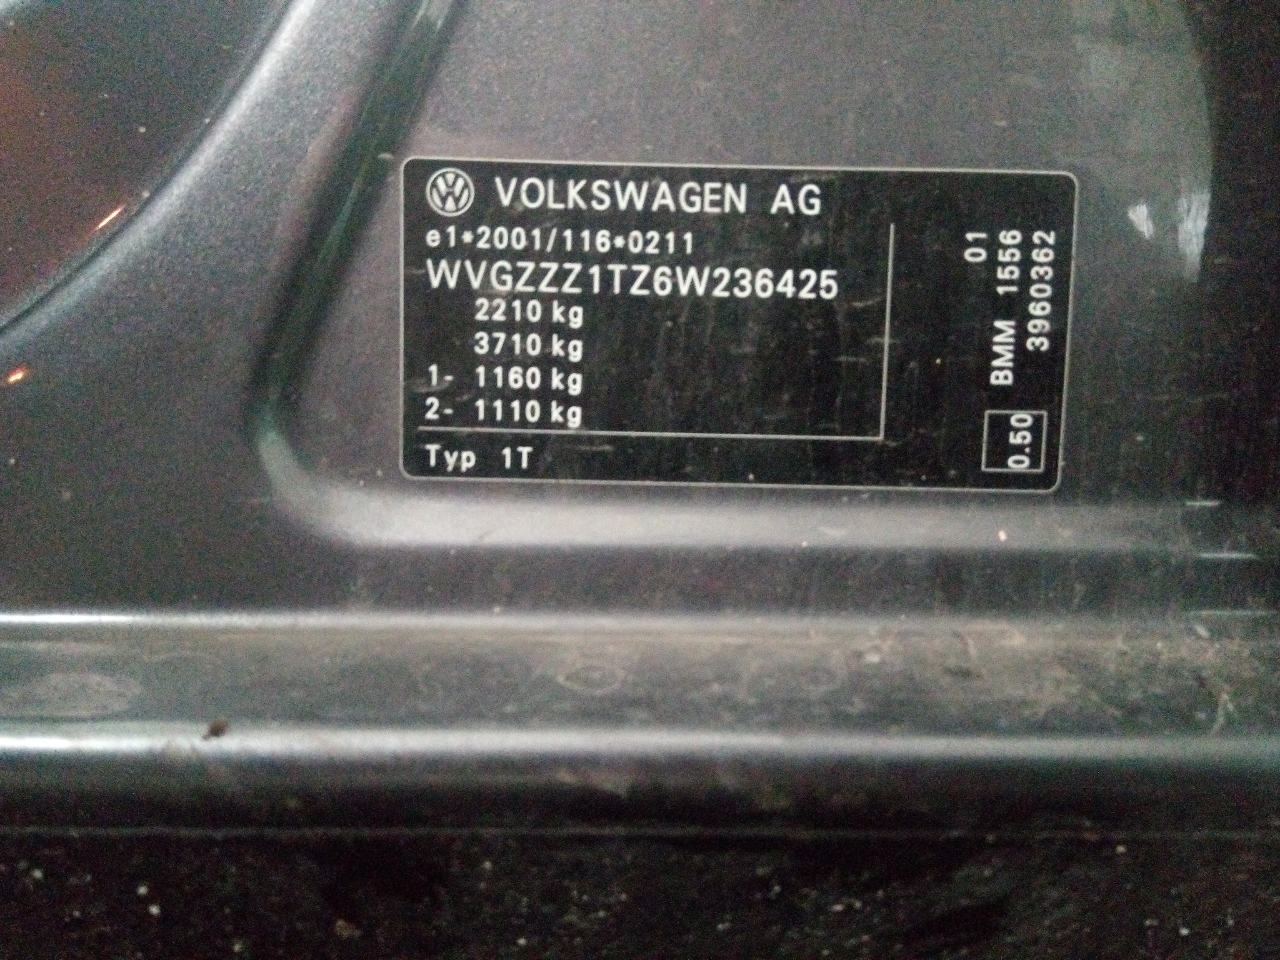 VOLKSWAGEN AG
e1*2001/116*0211
WVGZZZ1TZ6W236425
2210 kg
3710 kg
1- 1160 kg
2- 1110 kg
Typ 1T
01
BMM 1556
3960362
0.50